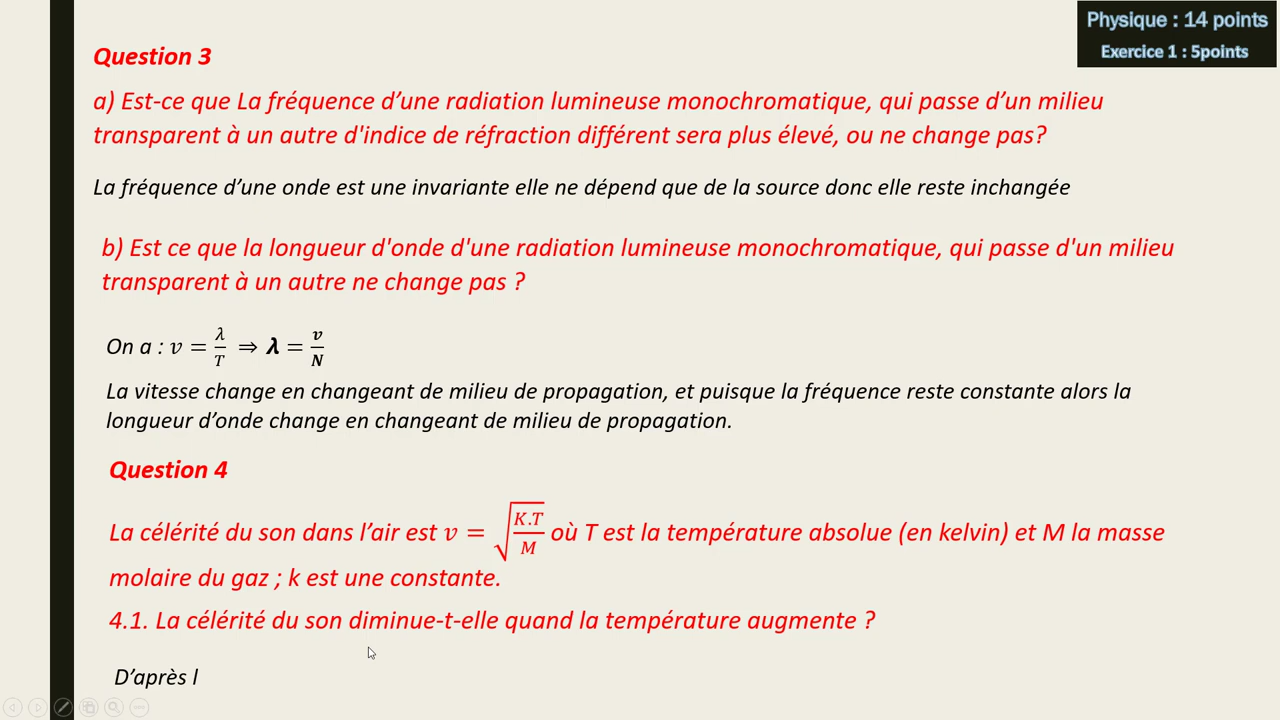 Physique : 14 points
Exercice 1 : 5points
Question 3
a) Est-ce que La fréquence d’une radiation lumineuse monochromatique, qui passe d’un milieu
transparent à un autre d'indice de réfraction différent sera plus élevé, ou ne change pas?
La fréquence d’une onde est une invariante elle ne dépend que de la source donc elle reste inchangée
b) Est ce que la longueur d'onde d'une radiation lumineuse monochromatique, qui passe d'un milieu
transparent à un autre ne change pas ?
On a : v = λ/T ⇒ λ = v/N
La vitesse change en changeant de milieu de propagation, et puisque la fréquence reste constante alors la
longueur d’onde change en changeant de milieu de propagation.
Question 4
La célérité du son dans l’air est v = √(K.T/M) où T est la température absolue (en kelvin) et M la masse
molaire du gaz ; k est une constante.
4.1. La célérité du son diminue-t-elle quand la température augmente ?
D’après l